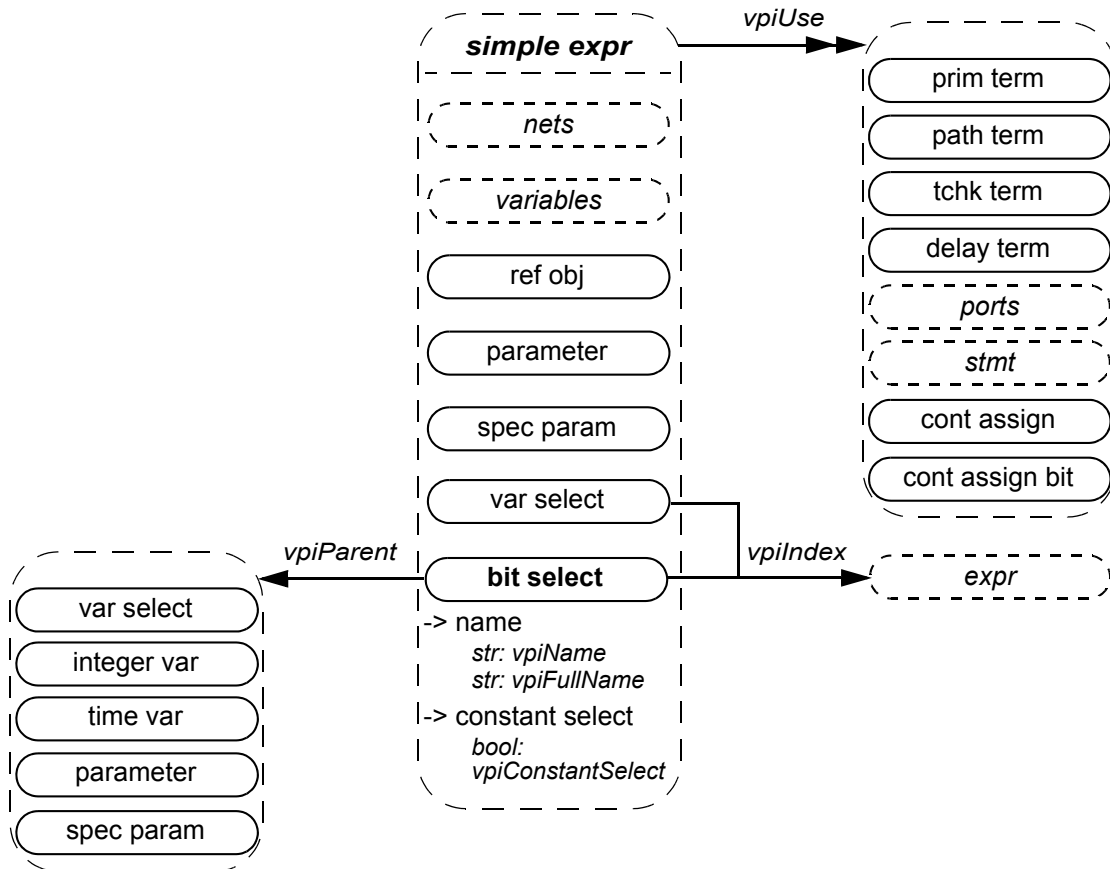 simple expr
vpiUse
nets
variables
ref obj
parameter
spec param
var select
bit select
-> name
str: vpiName
str: vpiFullName
-> constant select
bool:
vpiConstantSelect
prim term
path term
tchk term
delay term
ports
stmt
cont assign
cont assign bit
vpiParent
vpiIndex
expr
var select
integer var
time var
parameter
spec param